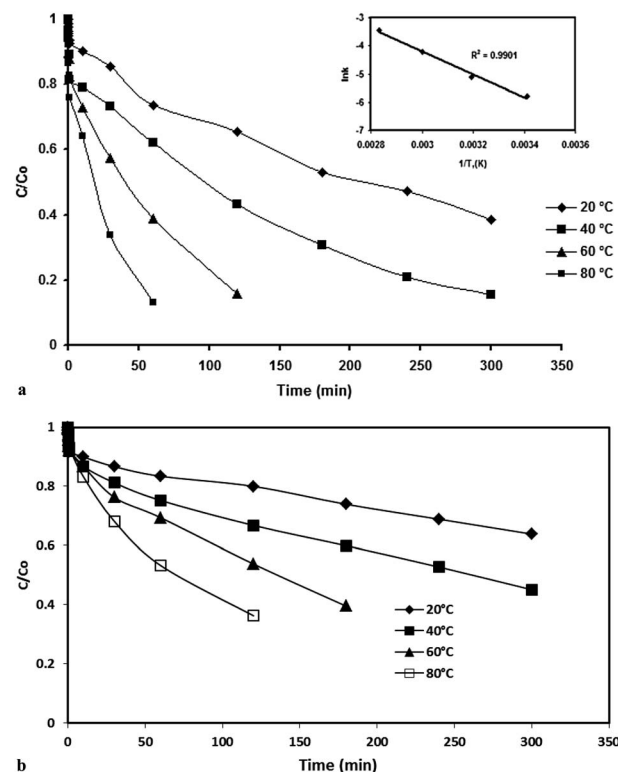 1
0.8
0.6
0.4
0.2
0
C/Co
0 50 100 150 200 250 300 350
Time (min)
a
-3
-4
-5
-6
-7
lnk
R² = 0.9901
0.0028 0.003 0.0032 0.0034 0.0036
1/T,(K)
20 °C
40 °C
60 °C
80 °C
1
0.8
0.6
0.4
0.2
0
C/Co
20°C
40°C
60°C
80°C
0 50 100 150 200 250 300 350
Time (min)
b